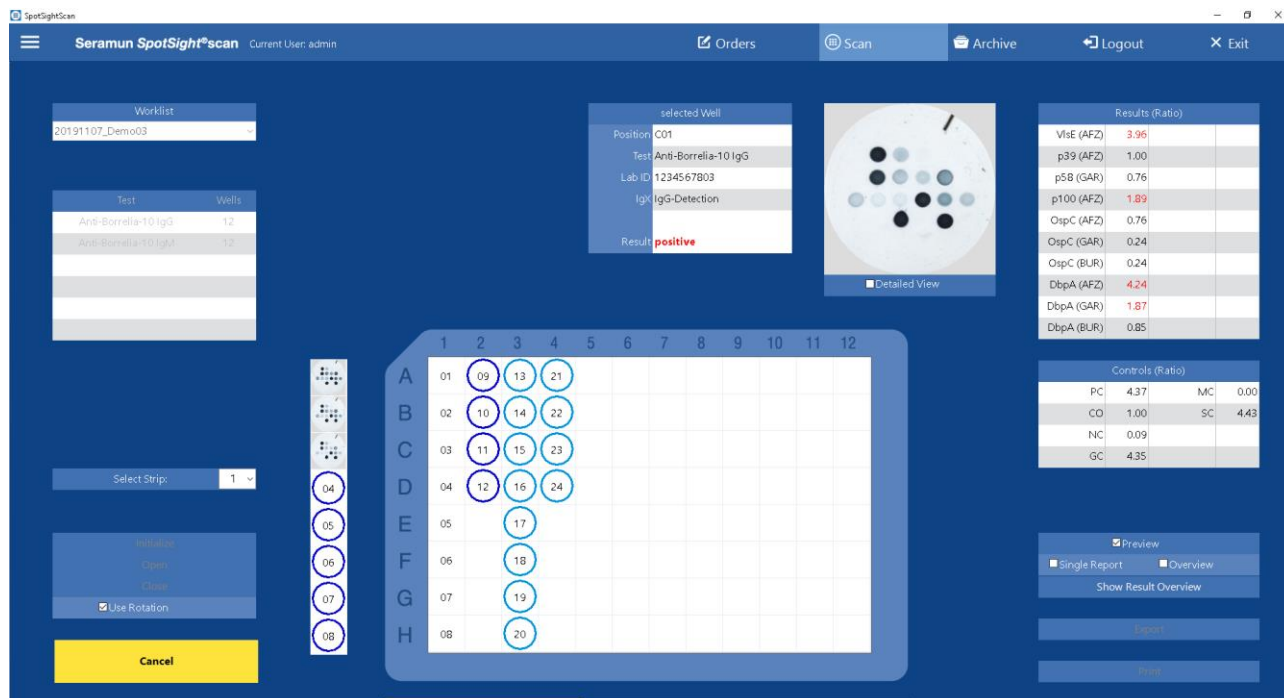 SpotSightScan
Seramun SpotSight®scan Current User: admin
Orders
Scan
Archive
Logout
Exit
Worklist
20191107_Demo03
Test Wells
Anti-Borrelia-10 IgG 12
Anti-Borrelia-10 IgM 12
Select Strip: 1
Initialize
Open
Close
Use Rotation
Cancel
selected Well
Position C01
Test Anti-Borrelia-10 IgG
Lab ID 1234567803
IgX IgG-Detection
Result positive
Detailed View
04
05
06
07
08
1 2 3 4 5 6 7 8 9 10 11 12
A 01 09 13 21
B 02 10 14 22
C 03 11 15 23
D 04 12 16 24
E 05 17
F 06 18
G 07 19
H 08 20
Results (Ratio)
VlsE (AFZ) 3.96
p39 (AFZ) 1.00
p58 (GAR) 0.76
p100 (AFZ) 1.89
OspC (AFZ) 0.76
OspC (GAR) 0.24
OspC (BUR) 0.24
DbpA (AFZ) 4.24
DbpA (GAR) 1.87
DbpA (BUR) 0.85
Controls (Ratio)
PC 4.37 MC 0.00
CO 1.00 SC 4.43
NC 0.09
GC 4.35
Preview
Single Report Overview
Show Result Overview
Export
Print